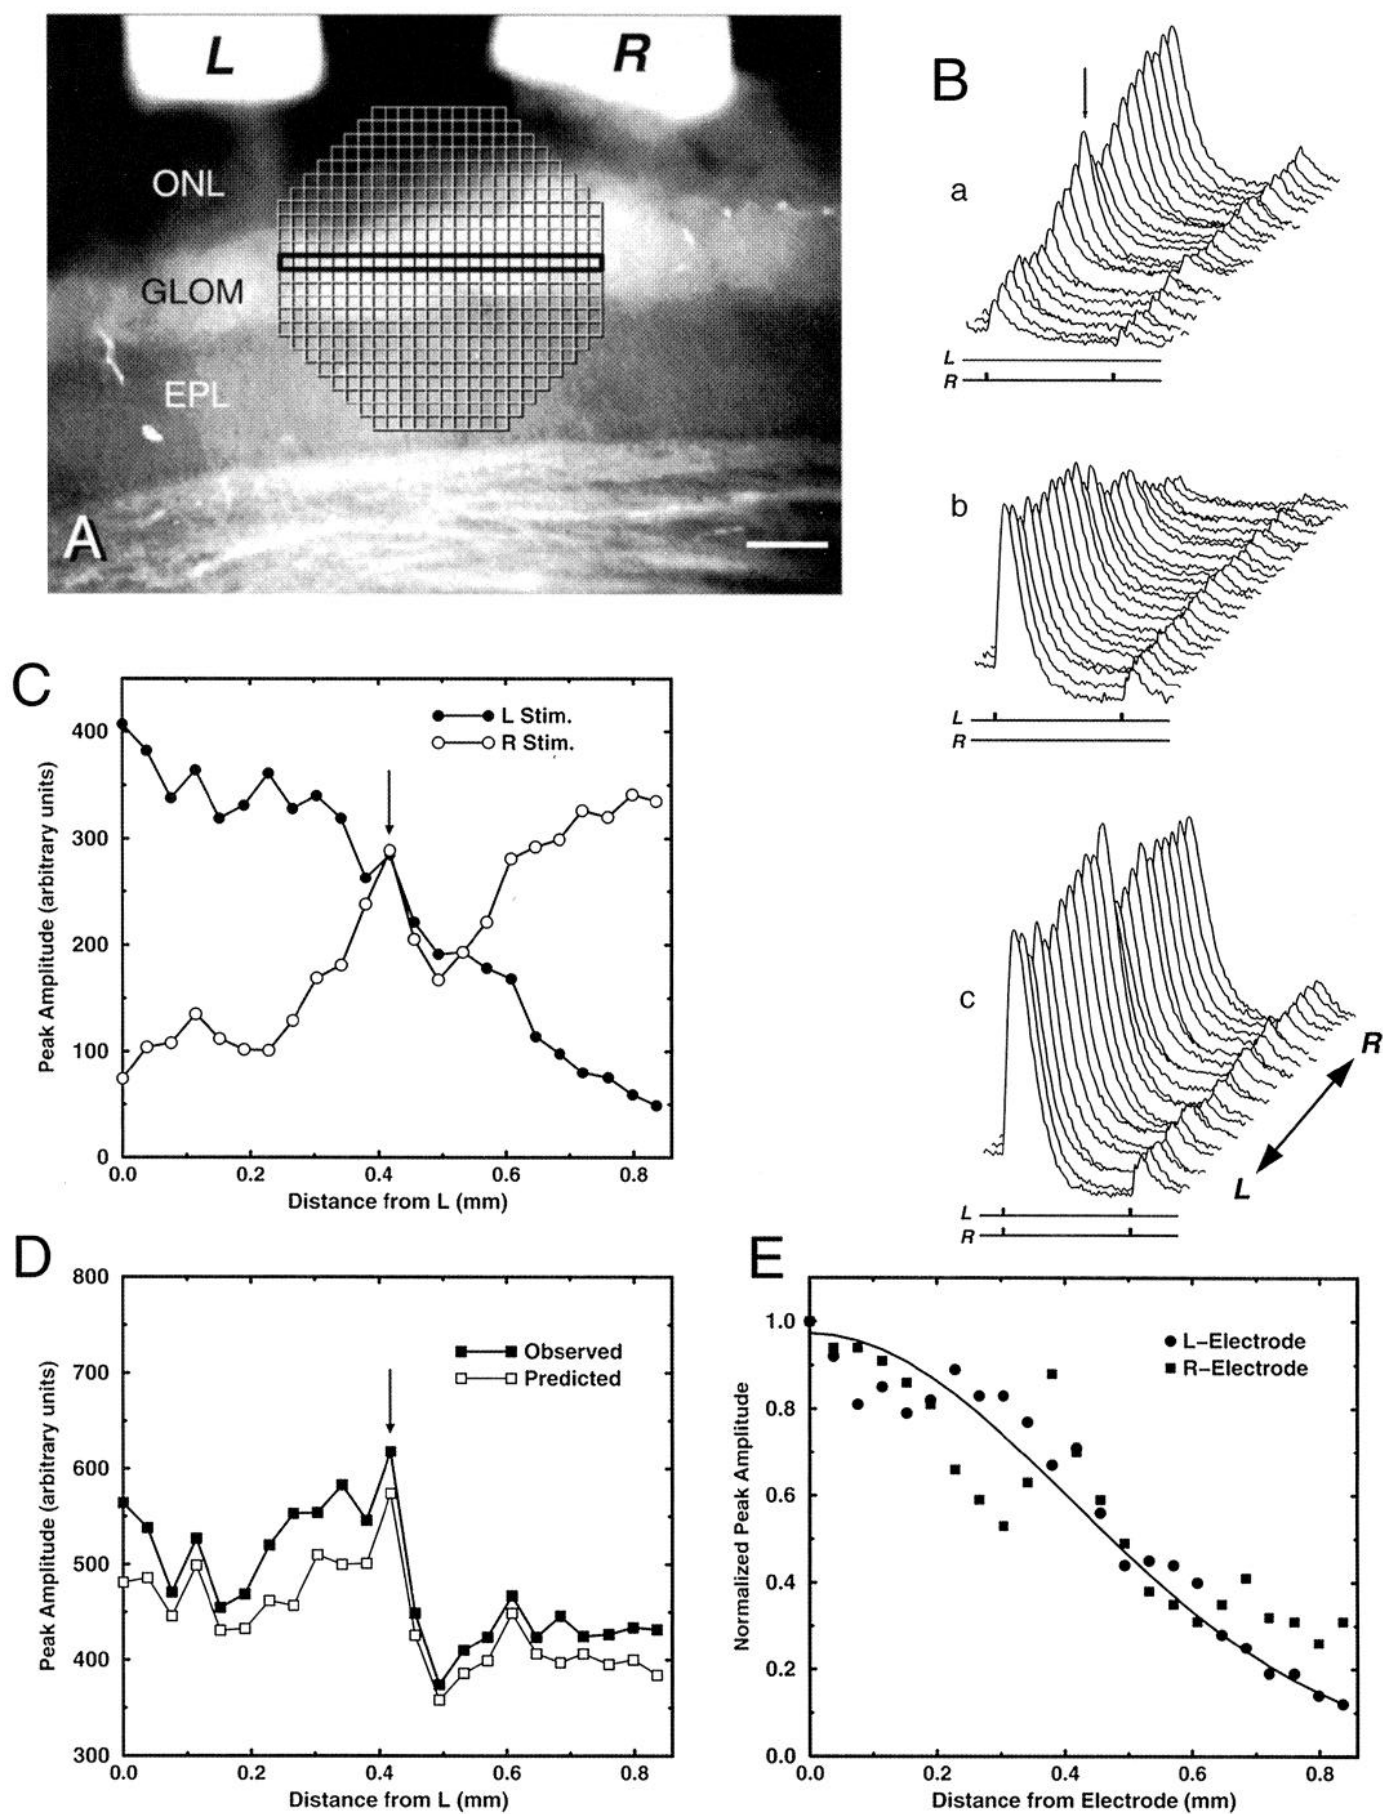 L
R
ONL
GLOM
EPL
A
B
a
L
R
b
L
R
c
R
L
L
R
C
L Stim.
R Stim.
400
300
200
100
0
Peak Amplitude (arbitrary units)
0.0 0.2 0.4 0.6 0.8
Distance from L (mm)
D
Observed
Predicted
800
700
600
500
400
300
Peak Amplitude (arbitrary units)
0.0 0.2 0.4 0.6 0.8
Distance from L (mm)
E
L–Electrode
R–Electrode
1.0
0.8
0.6
0.4
0.2
0.0
Normalized Peak Amplitude
0.0 0.2 0.4 0.6 0.8
Distance from Electrode (mm)